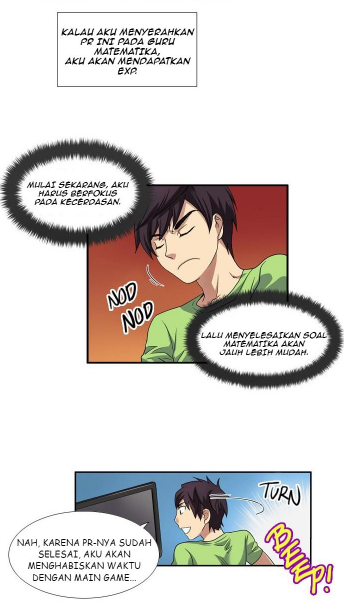 KALAU AKU MENYERAHKAN
PR INI PADA GURU
MATEMATIKA,
AKU AKAN MENDAPATKAN
EXP.
MULAI SEKARANG, AKU
HARUS BERFOKUS
PADA KECERDASAN.
NOD
NOD
LALU MENYELESAIKAN SOAL
MATEMATIKA AKAN
JAUH LEBIH MUDAH.
TURN
NAH, KARENA PR-NYA SUDAH
SELESAI, AKU AKAN
MENGHABISKAN WAKTU
DENGAN MAIN GAME...
BEEP!